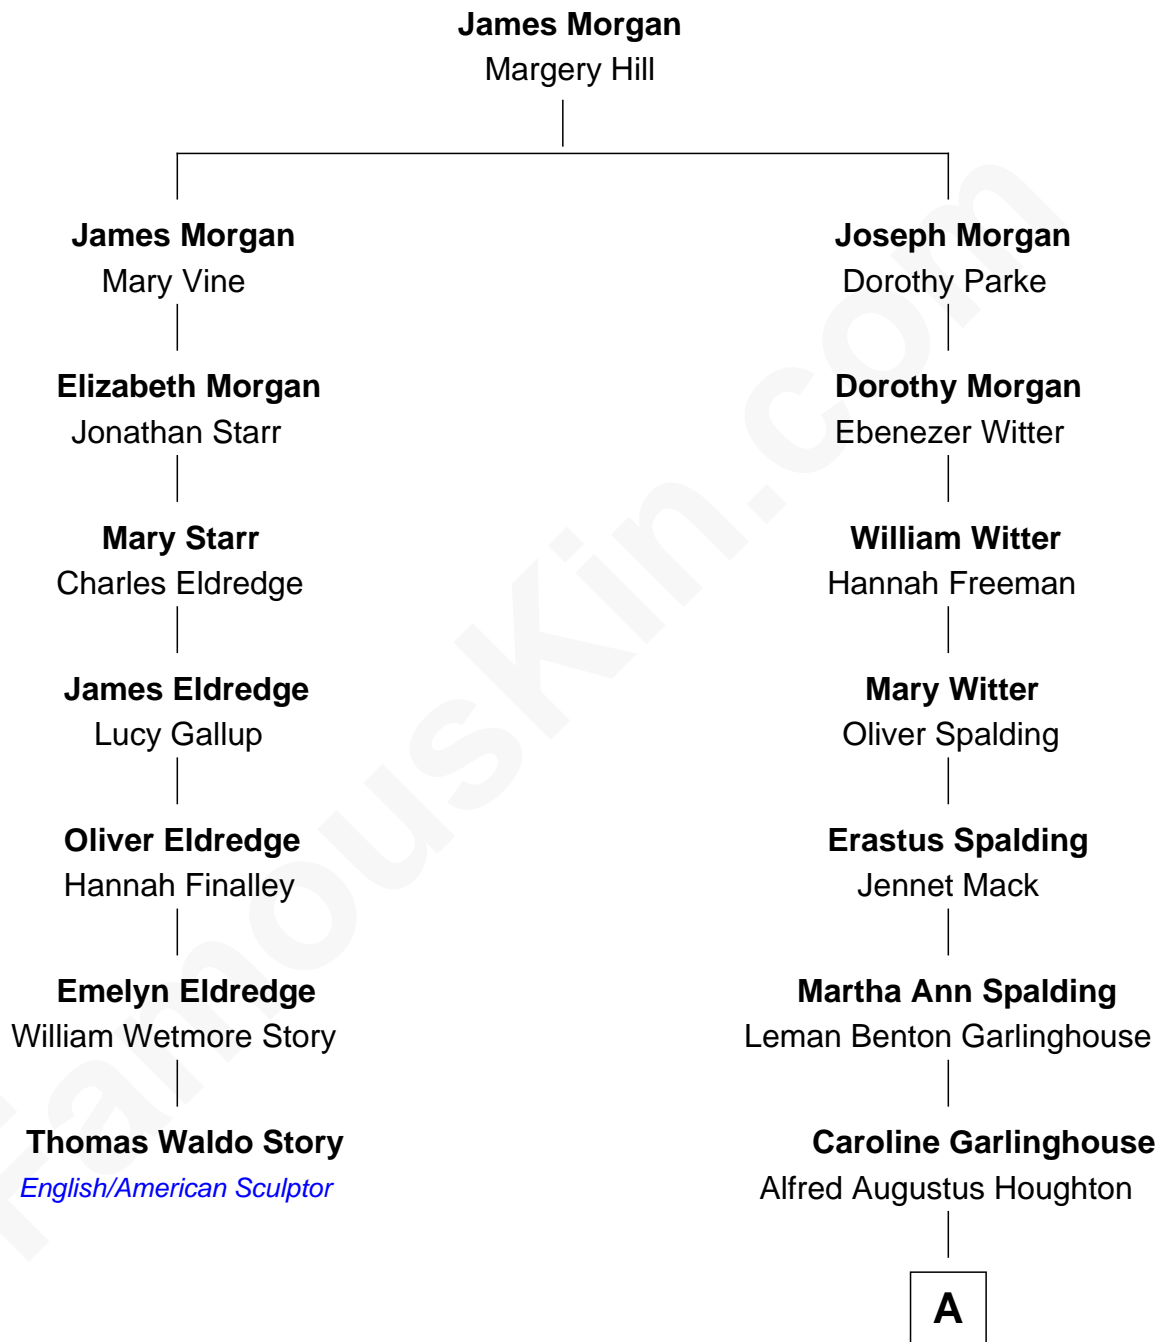 James Morgan
Margery Hill
James Morgan
Mary Vine
Joseph Morgan
Dorothy Parke
Elizabeth Morgan
Jonathan Starr
Dorothy Morgan
Ebenezer Witter
Mary Starr
Charles Eldredge
William Witter
Hannah Freeman
James Eldredge
Lucy Gallup
Mary Witter
Oliver Spalding
Oliver Eldredge
Hannah Finalley
Erastus Spalding
Jennet Mack
Emelyn Eldredge
William Wetmore Story
Martha Ann Spalding
Leman Benton Garlinghouse
Thomas Waldo Story
English/American Sculptor
Caroline Garlinghouse
Alfred Augustus Houghton
A
FamousKin.com